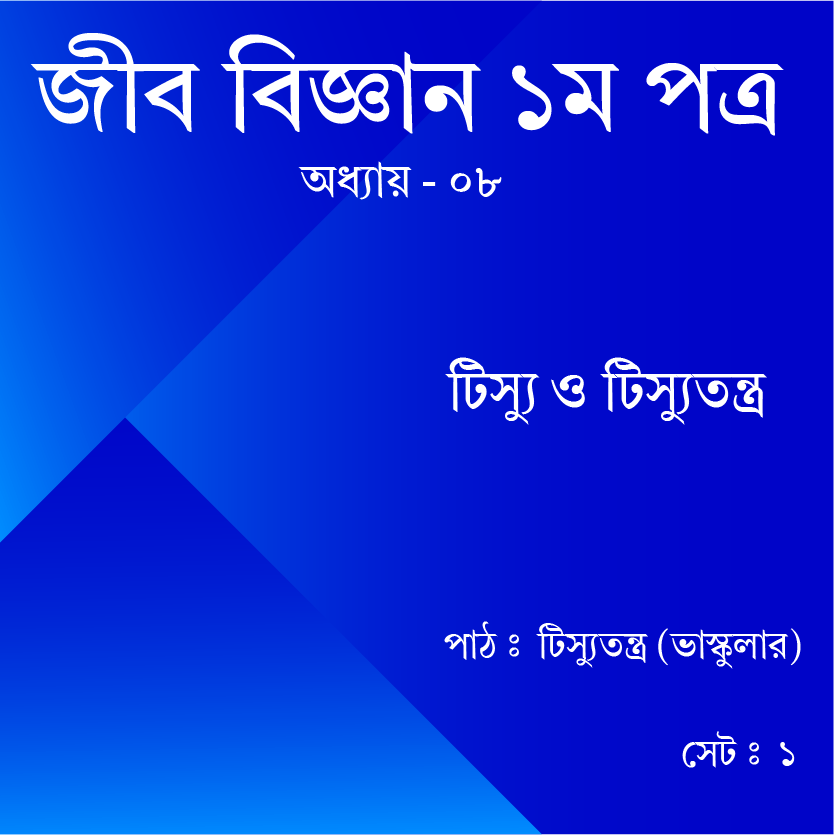 জীব বিজ্ঞান ১ম পত্র
অধ্যায় - ০৮
টিস্যু ও টিস্যুতন্ত্র
পাঠ ঃ টিস্যুতন্ত্র (ভাস্কুলার)
সেট ঃ ১